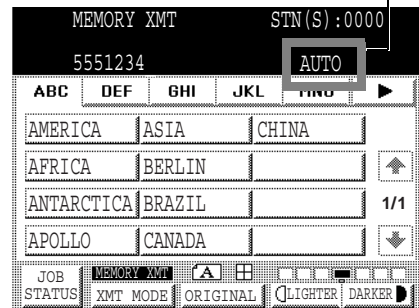 MEMORY XMT STN(S):0000
5551234 AUTO
ABC DEF GHI JKL MNO
AMERICA ASIA CHINA
AFRICA BERLIN
ANTARCTICA BRAZIL 1/1
APOLLO CANADA
JOB STATUS
MEMORY XMT A
XMT MODE ORIGINAL LIGHTER DARKER